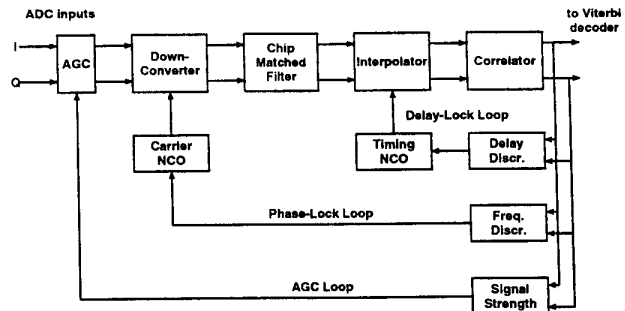 ADC inputs
to Viterbi
decoder
I
Q
AGC
Down-
Converter
Chip
Matched
Filter
Interpolator
Correlator
Delay-Lock Loop
Carrier
NCO
Timing
NCO
Delay
Discr.
Phase-Lock Loop
Freq.
Discr.
AGC Loop
Signal
Strength